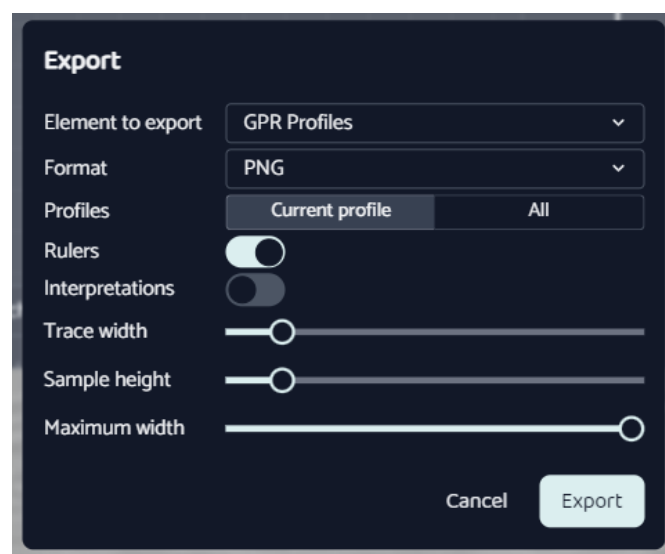 Export
Element to export GPR Profiles
Format PNG
Profiles Current profile All
Rulers
Interpretations
Trace width
Sample height
Maximum width
Cancel Export